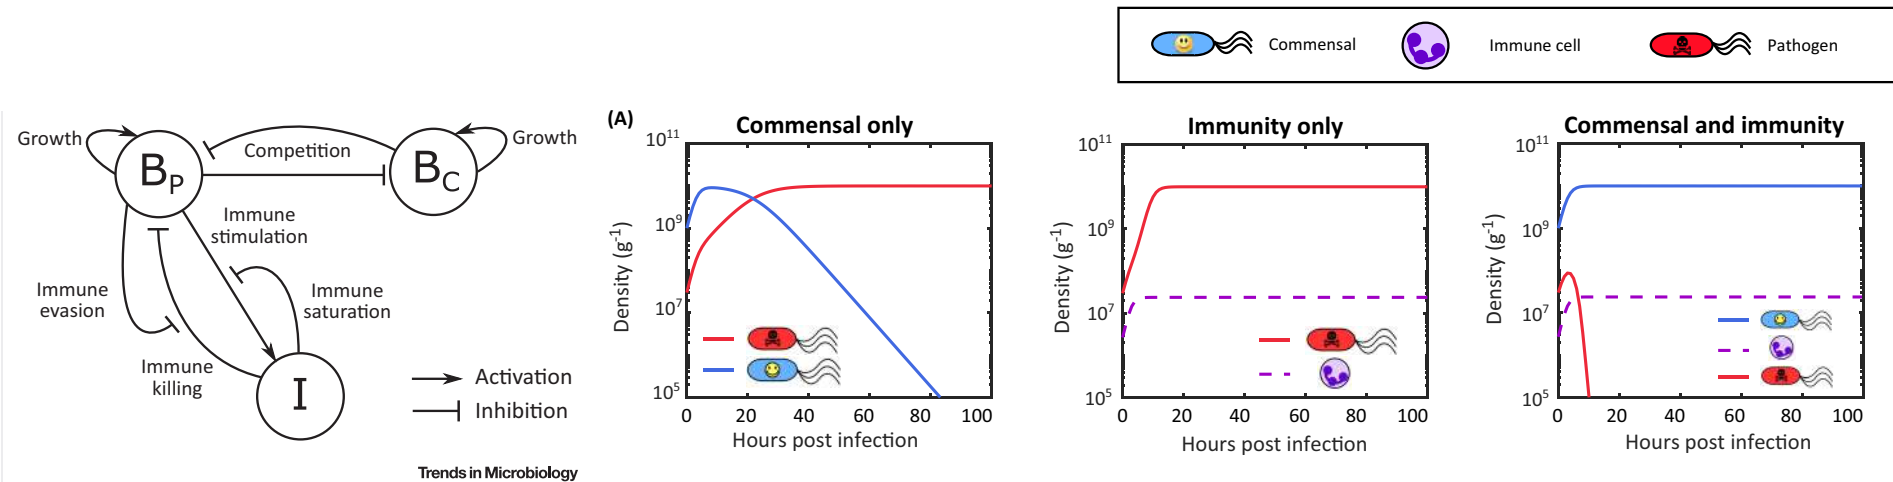 Commensal
Immune cell
Pathogen
Growth
B_P
Competition
B_C
Growth
Immune
stimulation
Immune
evasion
Immune
saturation
Immune
killing
I
Activation
Inhibition
Trends in Microbiology
(A)
Commensal only
10^11
10^9
10^7
10^5
Density (g^-1)
0 20 40 60 80 100
Hours post infection
Immunity only
10^11
10^9
10^7
10^5
Density (g^-1)
0 20 40 60 80 100
Hours post infection
Commensal and immunity
10^11
10^9
10^7
10^5
Density (g^-1)
0 20 40 60 80 100
Hours post infection